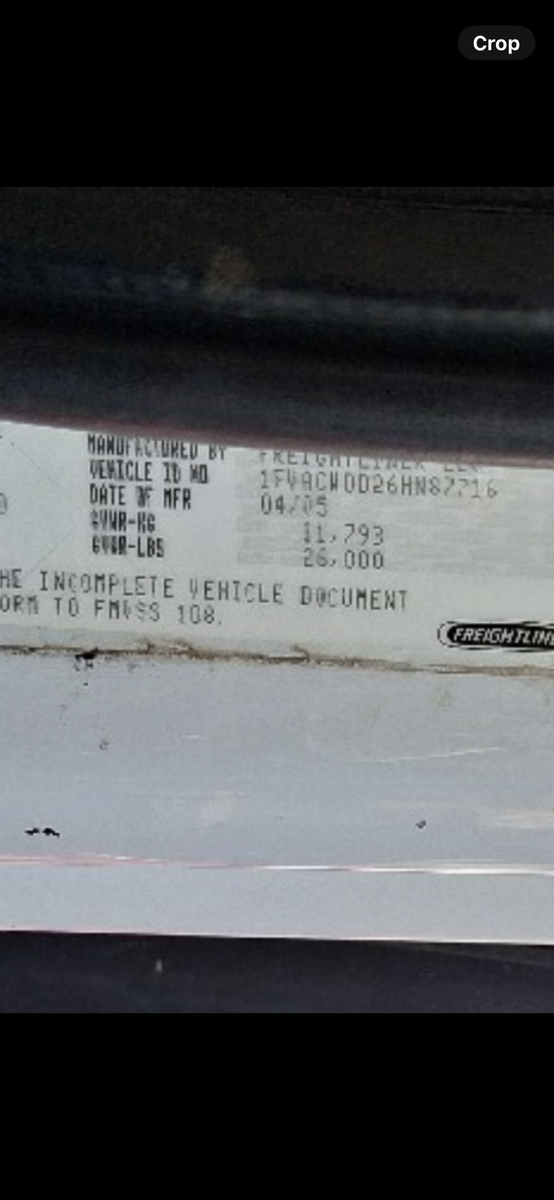 Crop
MANUFACTURED BY FREIGHTLINER LLC
VEHICLE ID NO 1FVACWDD26HN87716
DATE OF MFR 04/05
GVWR-KG 11,793
GVWR-LBS 26,000
HE INCOMPLETE VEHICLE DOCUMENT
ORM TO FMVSS 108.
FREIGHTLIN